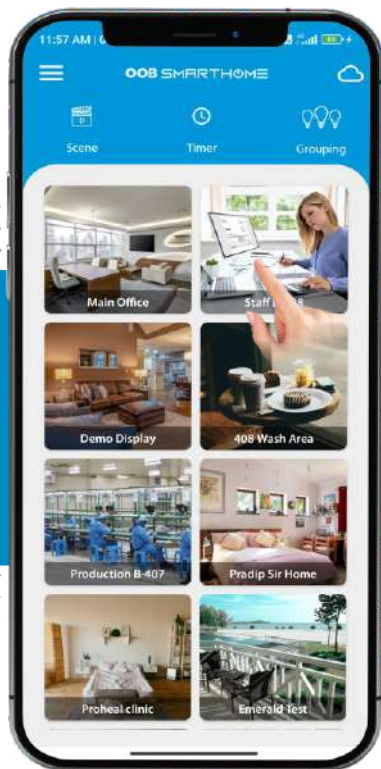 11:57 AM
OOB SMARTHOME
Scene Timer Grouping
Main Office
Staff
Demo Display
408 Wash Area
Production B-407
Pradip Sir Home
Proheal clinic
Emerald Test